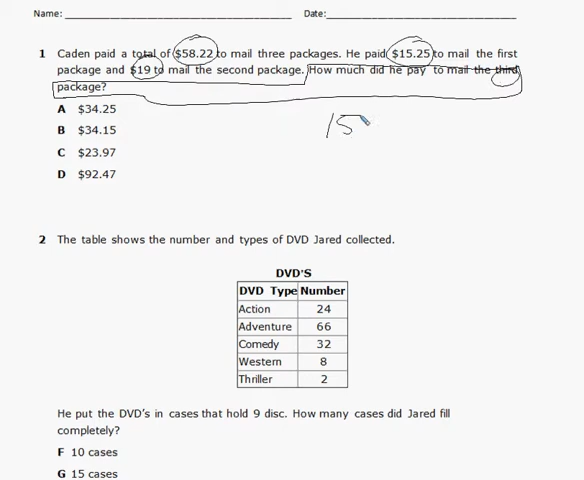 Name: Date:
1 Caden paid a total of $58.22 to mail three packages. He paid $15.25 to mail the first
package and $19 to mail the second package. How much did he pay to mail the third
package?
A $34.25
15
B $34.15
C $23.97
D $92.47
2 The table shows the number and types of DVD Jared collected.
DVD'S
DVD Type Number
Action 24
Adventure 66
Comedy 32
Western 8
Thriller 2
He put the DVD's in cases that hold 9 disc. How many cases did Jared fill
completely?
F 10 cases
G 15 cases